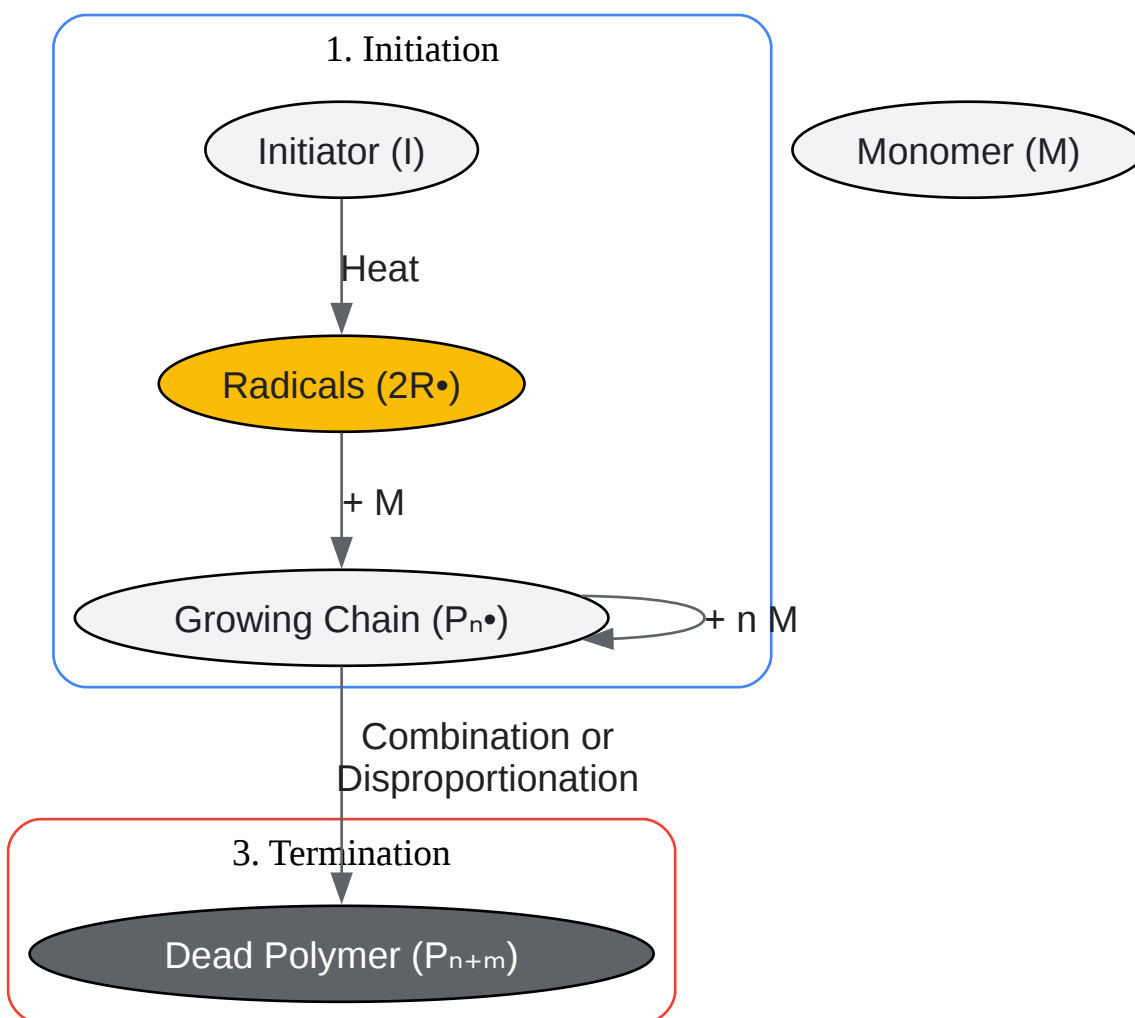 1. Initiation
Initiator (I)
Monomer (M)
Heat
Radicals (2R•)
+ M
Growing Chain (Pₙ•)
+ n M
Combination or
Disproportionation
3. Termination
Dead Polymer (Pₙ₊ₘ)